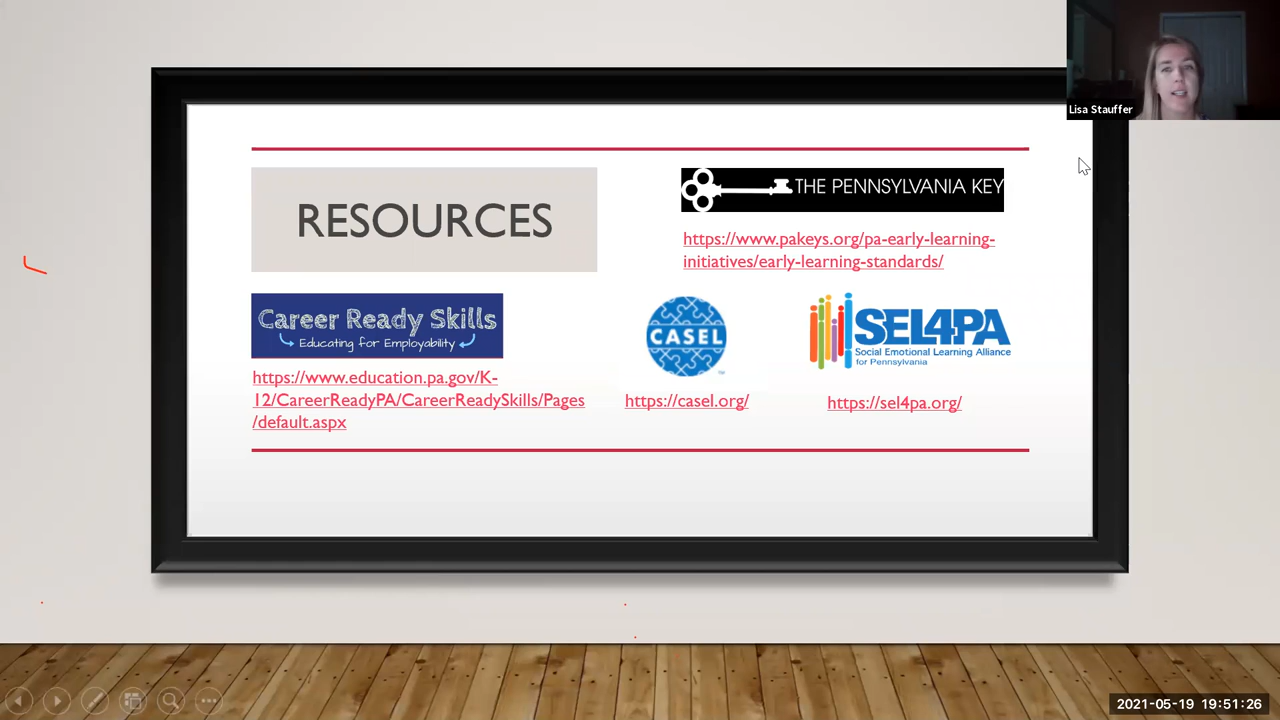 Lisa Stauffer
RESOURCES
THE PENNSYLVANIA KEY
https://www.pakeys.org/pa-early-learning-
initiatives/early-learning-standards/
Career Ready Skills
Educating for Employability
https://www.education.pa.gov/K-
12/CareerReadyPA/CareerReadySkills/Pages
/default.aspx
CASEL
TM
https://casel.org/
SEL4PA
Social Emotional Learning Alliance
for Pennsylvania
https://sel4pa.org/
2021-05-19 19:51:26